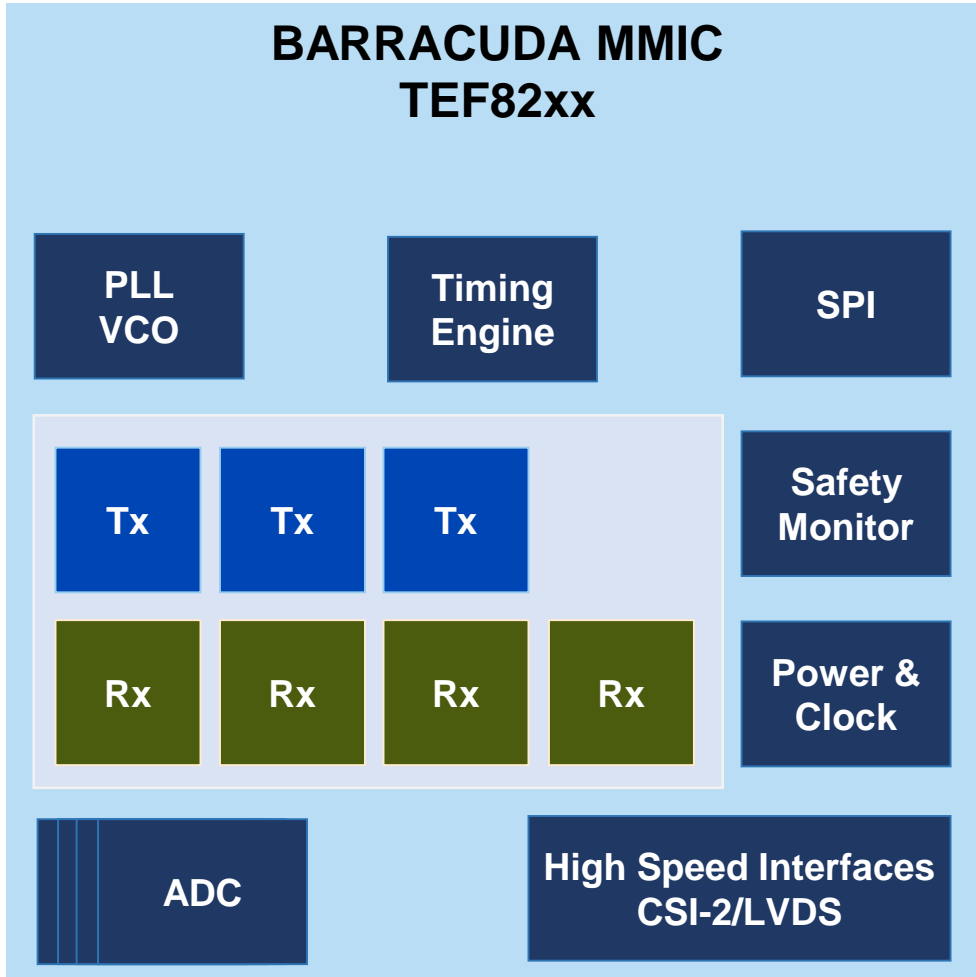 BARRACUDA MMIC
TEF82xx
PLL
VCO
Timing
Engine
SPI
Tx
Tx
Tx
Safety
Monitor
Rx
Rx
Rx
Rx
Power &
Clock
ADC
High Speed Interfaces
CSI-2/LVDS